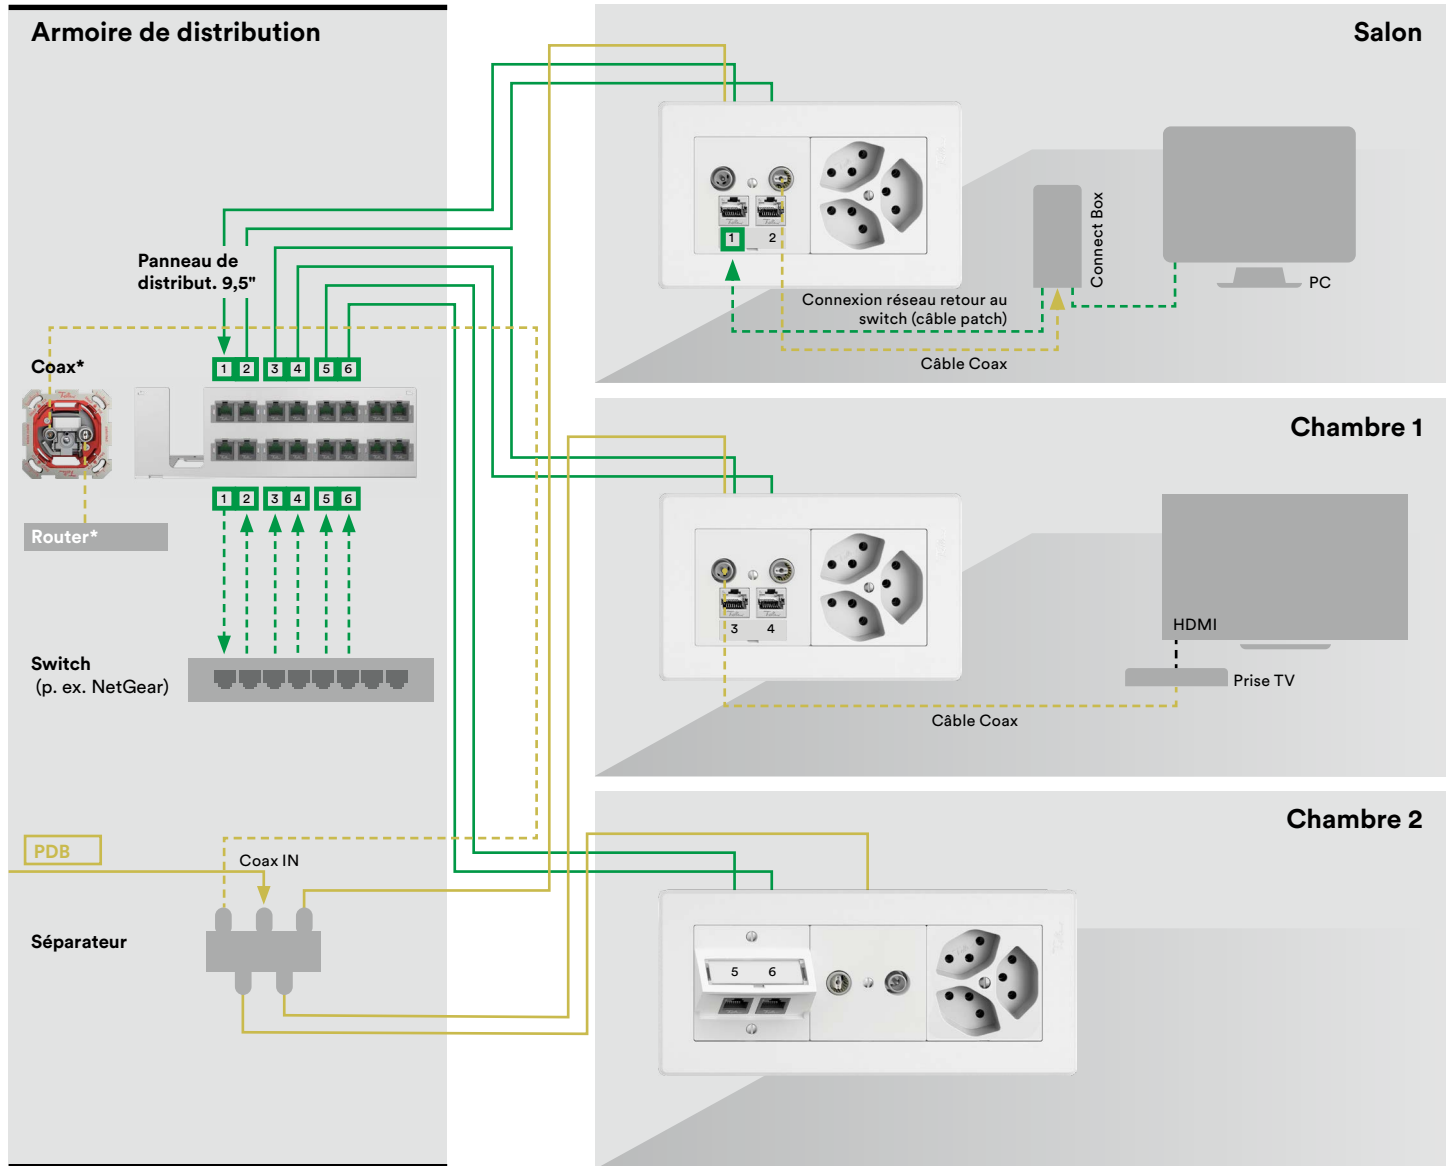 Armoire de distribution
Salon
1
2
Connect Box
PC
Connexion réseau retour au
switch (câble patch)
Câble Coax
Panneau de
distribut. 9,5"
Coax*
1 2 3 4 5 6
1 2 3 4 5 6
Router*
Switch
(p. ex. NetGear)
Chambre 1
3 4
HDMI
Prise TV
Câble Coax
Chambre 2
5 6
PDB
Coax IN
Séparateur